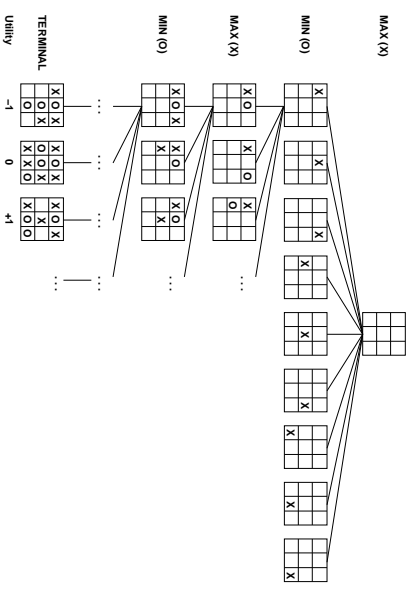 MAX (X)
MIN (O)
X X X
X X X
X X X
MAX (X)
X O X O X
O
MIN (O)
X O X X O X O
X X
TERMINAL
X O X X O X X O X
O X O O X X
O X X O X O O
Utility –1 0 +1